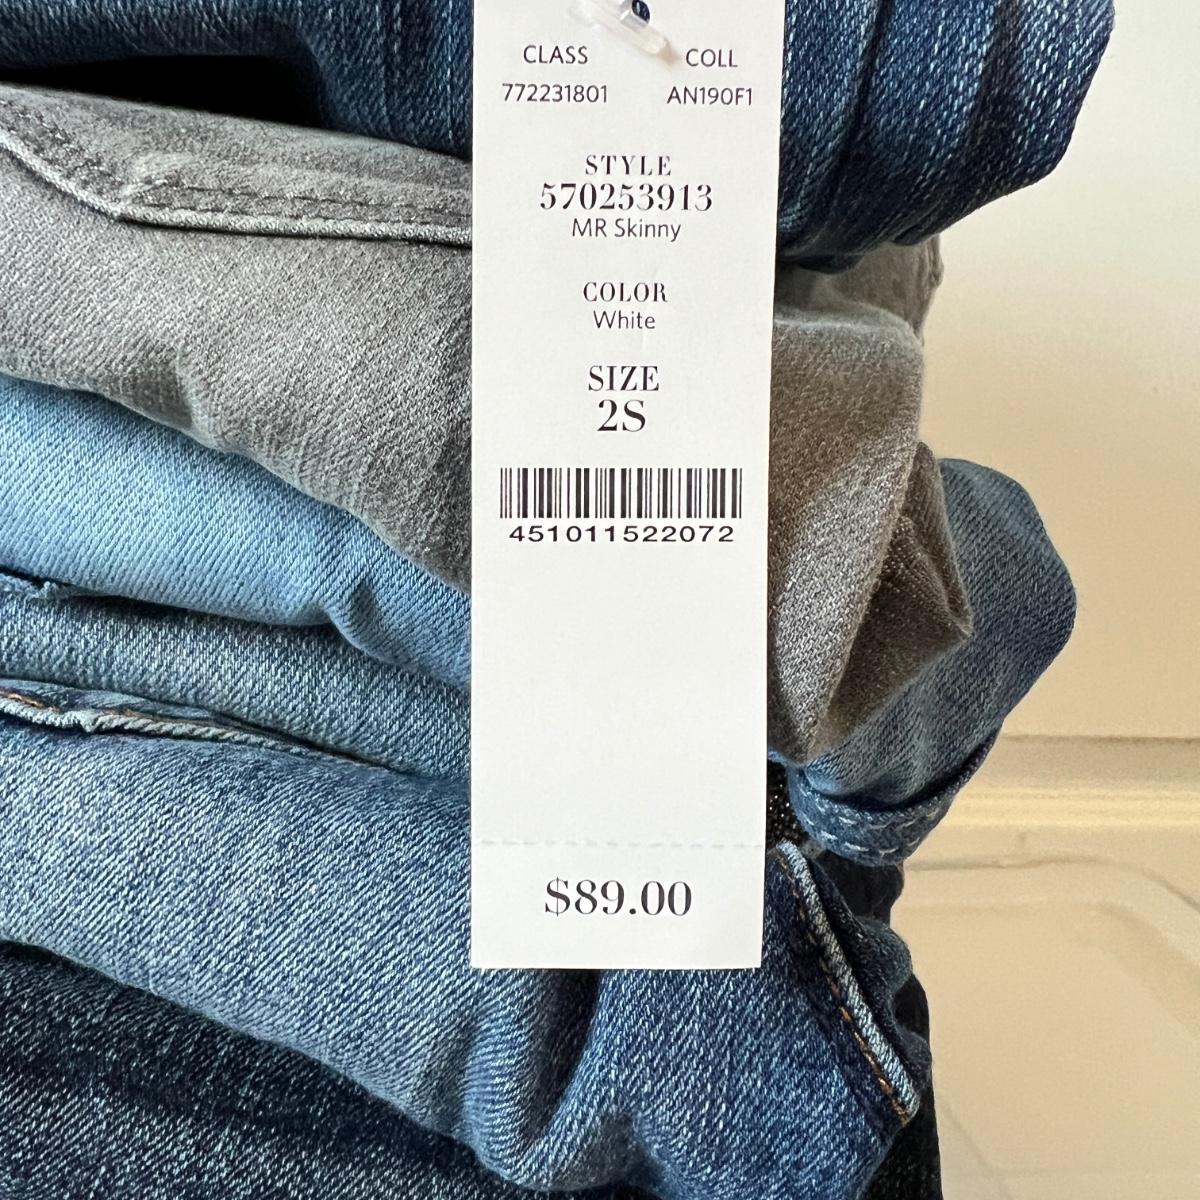 CLASS COLL
772231801 AN190F1
STYLE
570253913
MR Skinny
COLOR
White
SIZE
2S
451011522072
$89.00